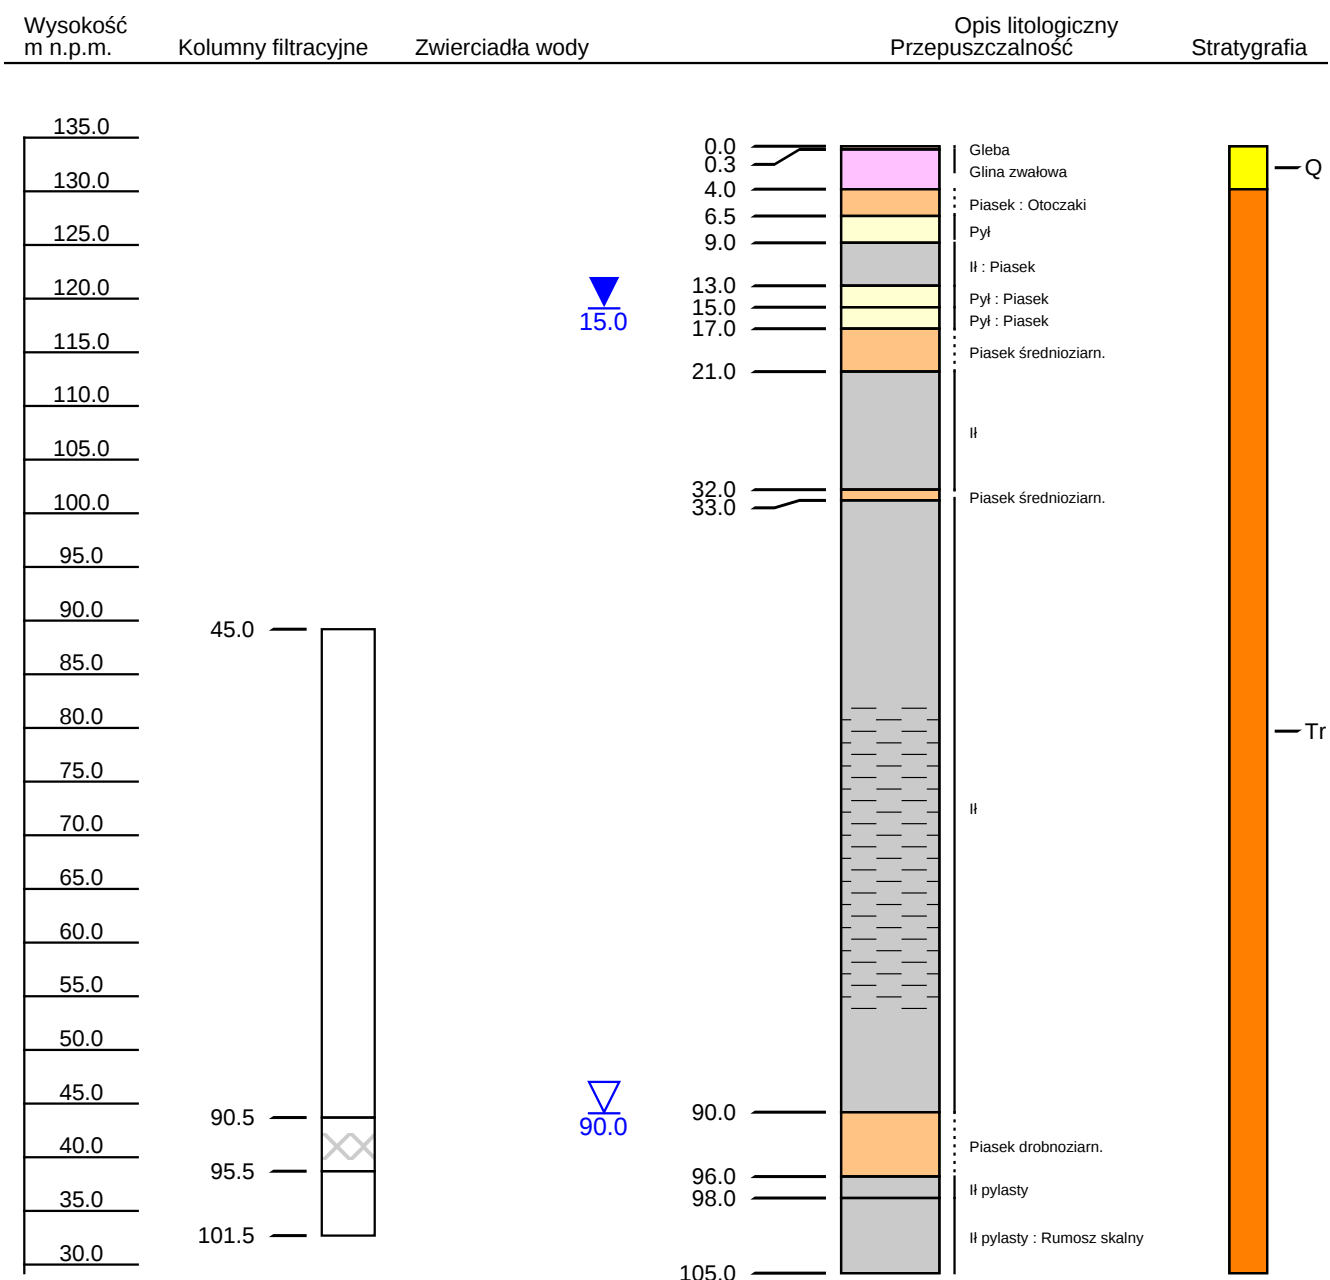 Wysokość
m n.p.m.
Kolumny filtracyjne
Zwierciadła wody
Opis litologiczny
Przepuszczalność
Stratygrafia
135.0
130.0
125.0
120.0
115.0
110.0
105.0
100.0
95.0
90.0
85.0
80.0
75.0
70.0
65.0
60.0
55.0
50.0
45.0
40.0
35.0
30.0
45.0
90.5
95.5
101.5
15.0
90.0
0.0
0.3
4.0
6.5
9.0
13.0
15.0
17.0
21.0
32.0
33.0
90.0
96.0
98.0
105.0
Gleba
Glina zwałowa
Piasek : Otoczaki
Pył
Ił : Piasek
Pył : Piasek
Pył : Piasek
Piasek średnioziarn.
Ił
Piasek średnioziarn.
Ił
Piasek drobnoziarn.
Ił pylasty
Ił pylasty : Rumosz skalny
Q
Tr